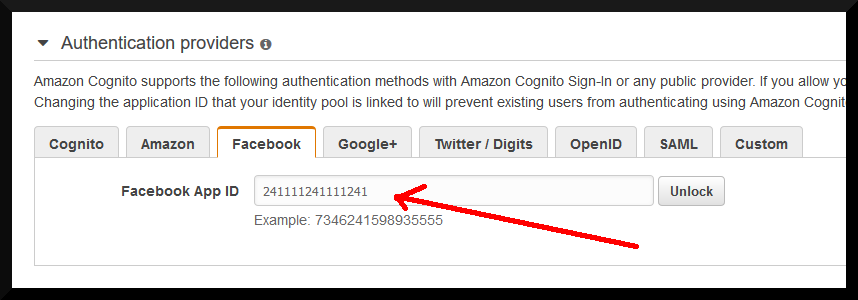 Authentication providers
Amazon Cognito supports the following authentication methods with Amazon Cognito Sign-In or any public provider. If you allow yo
Changing the application ID that your identity pool is linked to will prevent existing users from authenticating using Amazon Cognit
Cognito Amazon Facebook Google+ Twitter / Digits OpenID SAML Custom
Facebook App ID 241111241111241 Unlock
Example: 7346241598935555